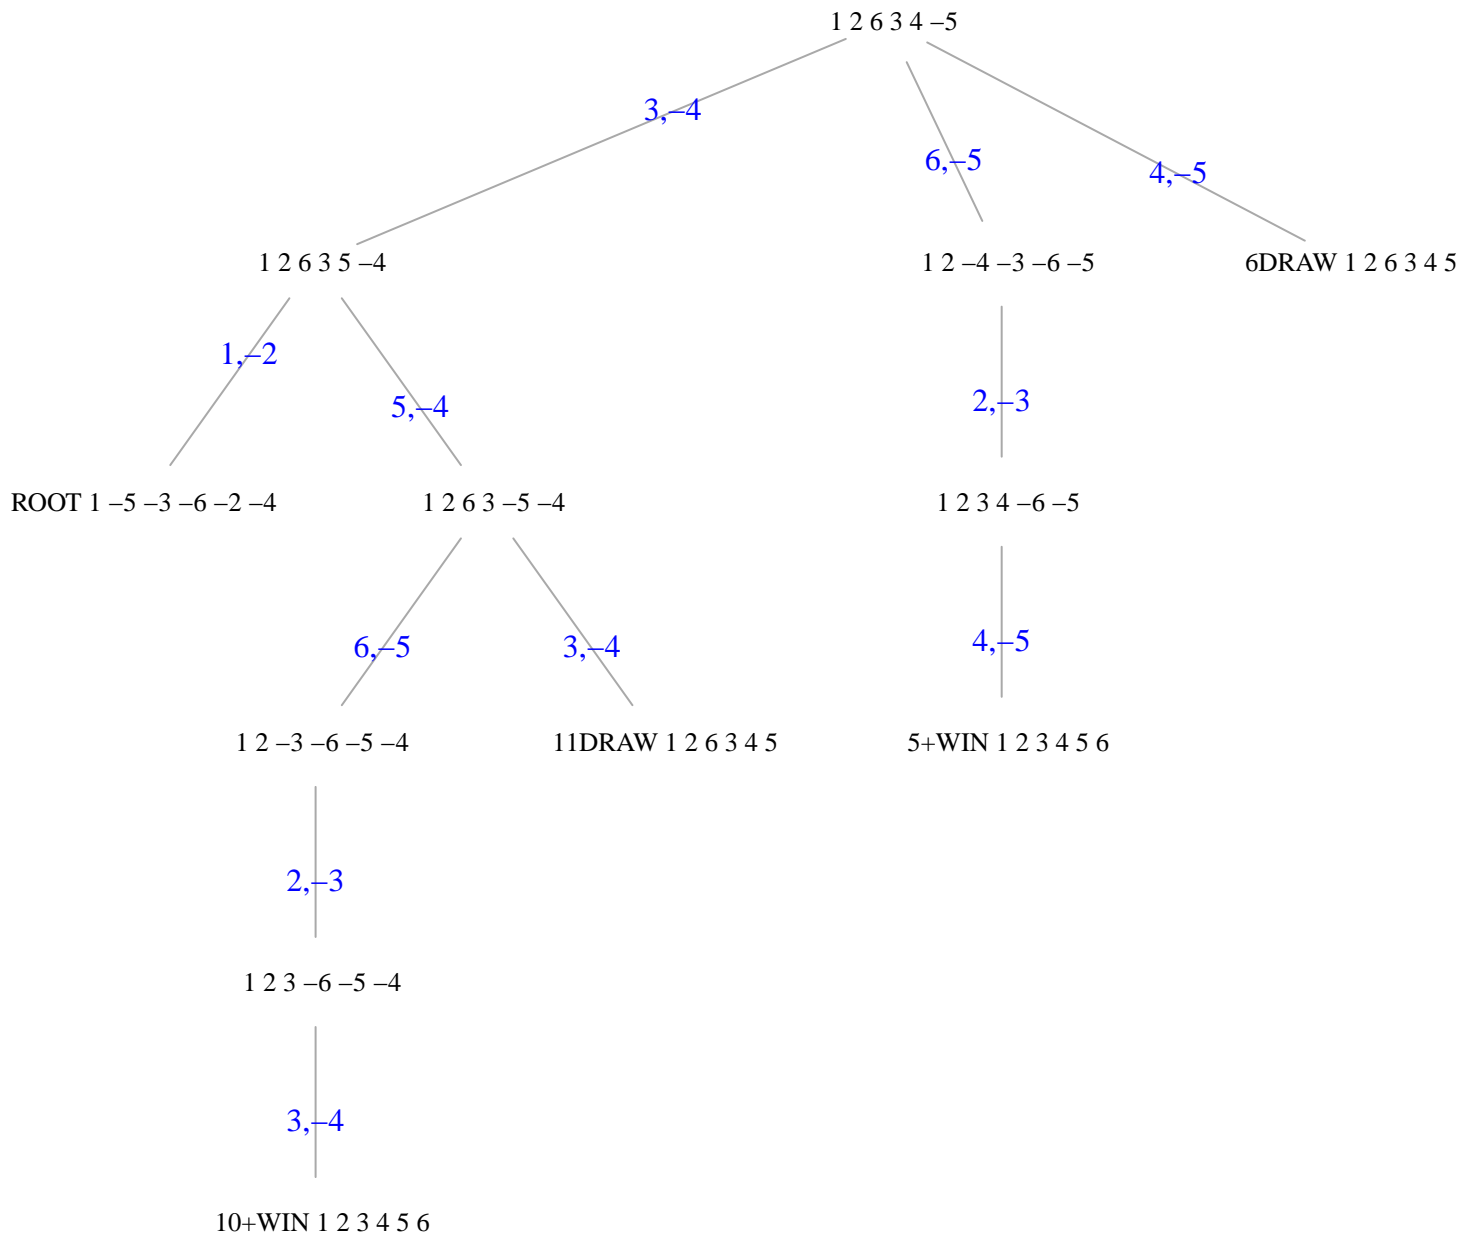 1 2 6 3 4 –5
3,–4
6,–5
4,–5
1 2 6 3 5 –4
1 2 –4 –3 –6 –5
6DRAW 1 2 6 3 4 5
1,–2
5,–4
2,–3
ROOT 1 –5 –3 –6 –2 –4
1 2 6 3 –5 –4
1 2 3 4 –6 –5
6,–5
3,–4
4,–5
1 2 –3 –6 –5 –4
11DRAW 1 2 6 3 4 5
5+WIN 1 2 3 4 5 6
2,–3
1 2 3 –6 –5 –4
3,–4
10+WIN 1 2 3 4 5 6